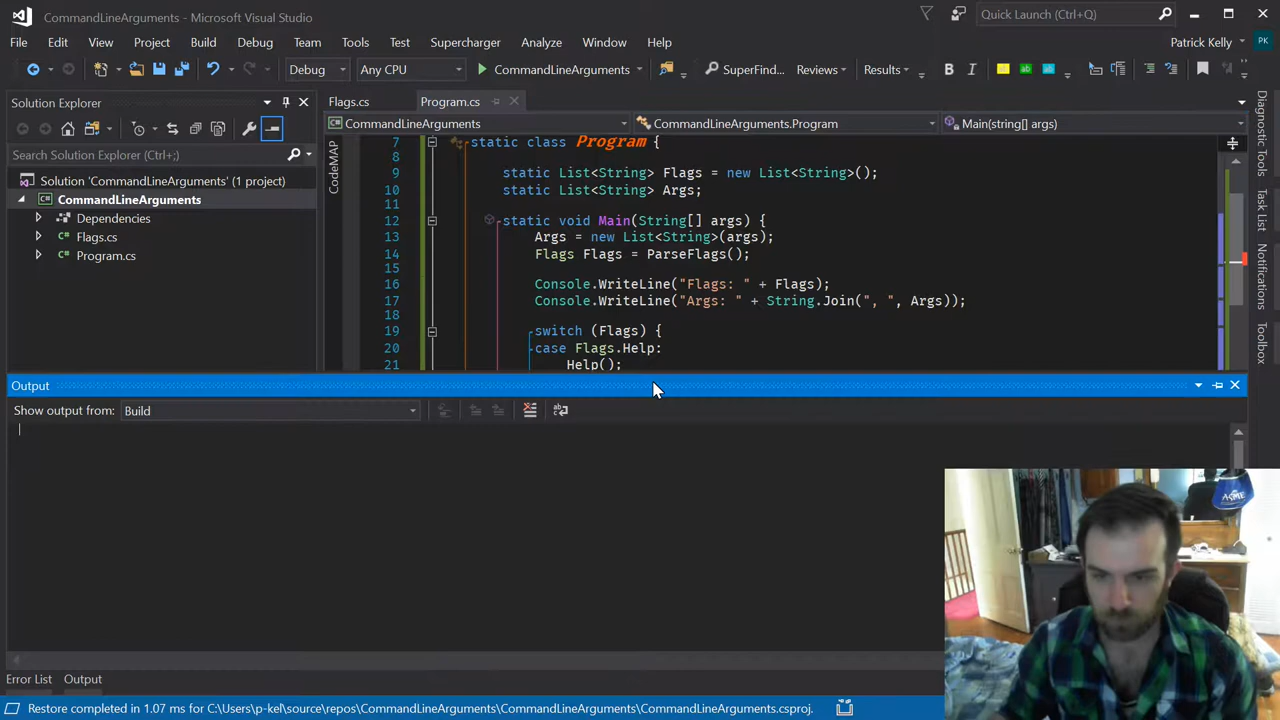 CommandLineArguments - Microsoft Visual Studio
Quick Launch (Ctrl+Q)
File Edit View Project Build Debug Team Tools Test Supercharger Analyze Window Help
Patrick Kelly PK
Debug Any CPU CommandLineArguments SuperFind... Reviews Results B I
Solution Explorer
Flags.cs Program.cs
CommandLineArguments CommandLineArguments.Program Main(string[] args)
Search Solution Explorer (Ctrl+;)
Solution 'CommandLineArguments' (1 project)
CommandLineArguments
Dependencies
Flags.cs
Program.cs
CodeMAP
7 static class Program {
8
9 static List<String> Flags = new List<String>();
10 static List<String> Args;
11
12 static void Main(String[] args) {
13 Args = new List<String>(args);
14 Flags Flags = ParseFlags();
15
16 Console.WriteLine("Flags: " + Flags);
17 Console.WriteLine("Args: " + String.Join(", ", Args));
18
19 switch (Flags) {
20 case Flags.Help:
21 Help();
Diagnostic Tools
Task List
Notifications
Toolbox
Output
Show output from: Build
ACME
Error List Output
Restore completed in 1.07 ms for C:\Users\p-kel\source\repos\CommandLineArguments\CommandLineArguments\CommandLineArguments.csproj.